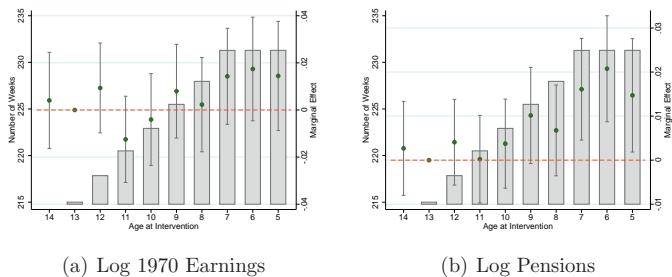 235
230
225
220
215
Number of Weeks
.04
.02
0
-.02
-.04
Marginal Effect
14 13 12 11 10 9 8 7 6 5
Age at Intervention
(a) Log 1970 Earnings
235
230
225
220
215
Number of Weeks
.03
.02
.01
0
-.01
Marginal Effect
14 13 12 11 10 9 8 7 6 5
Age at Intervention
(b) Log Pensions